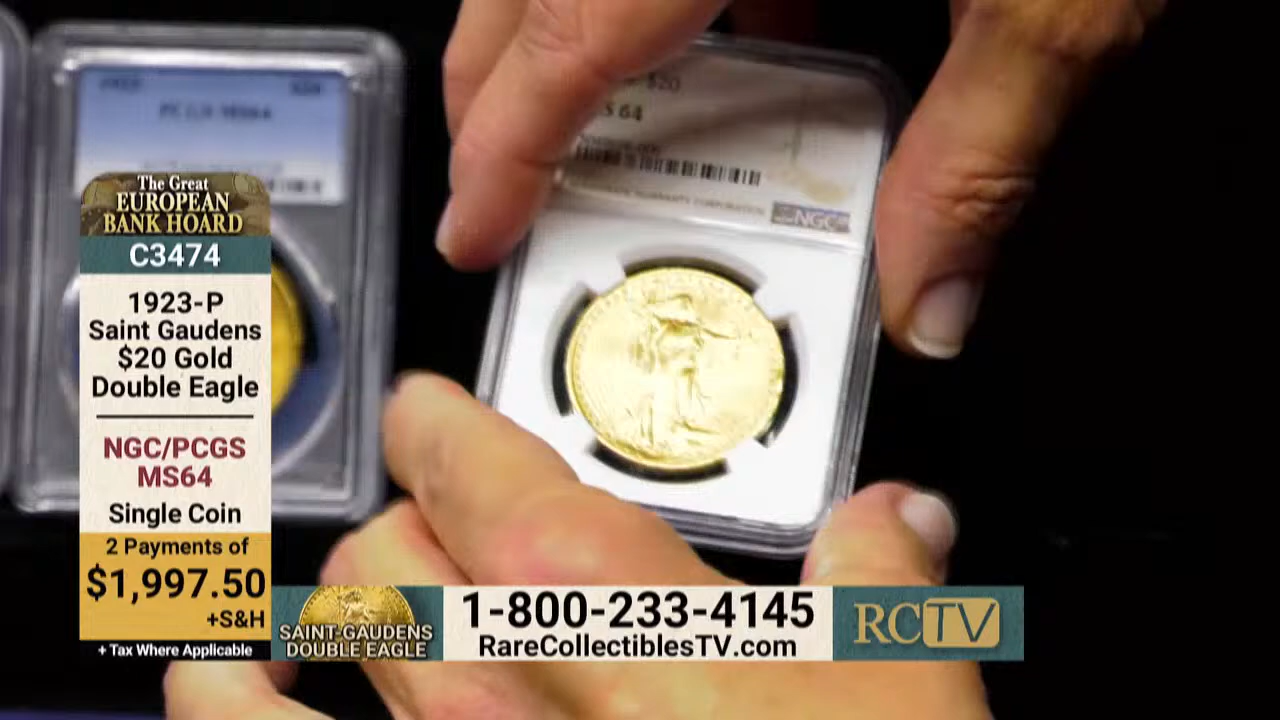 The Great
EUROPEAN
BANK HOARD
C3474
1923-P
Saint Gaudens
$20 Gold
Double Eagle
NGC/PCGS
MS64
Single Coin
2 Payments of
$1,997.50
+S&H
+ Tax Where Applicable
SAINT-GAUDENS
DOUBLE EAGLE
1-800-233-4145
RareCollectiblesTV.com
RCTV
$20
64
NGC